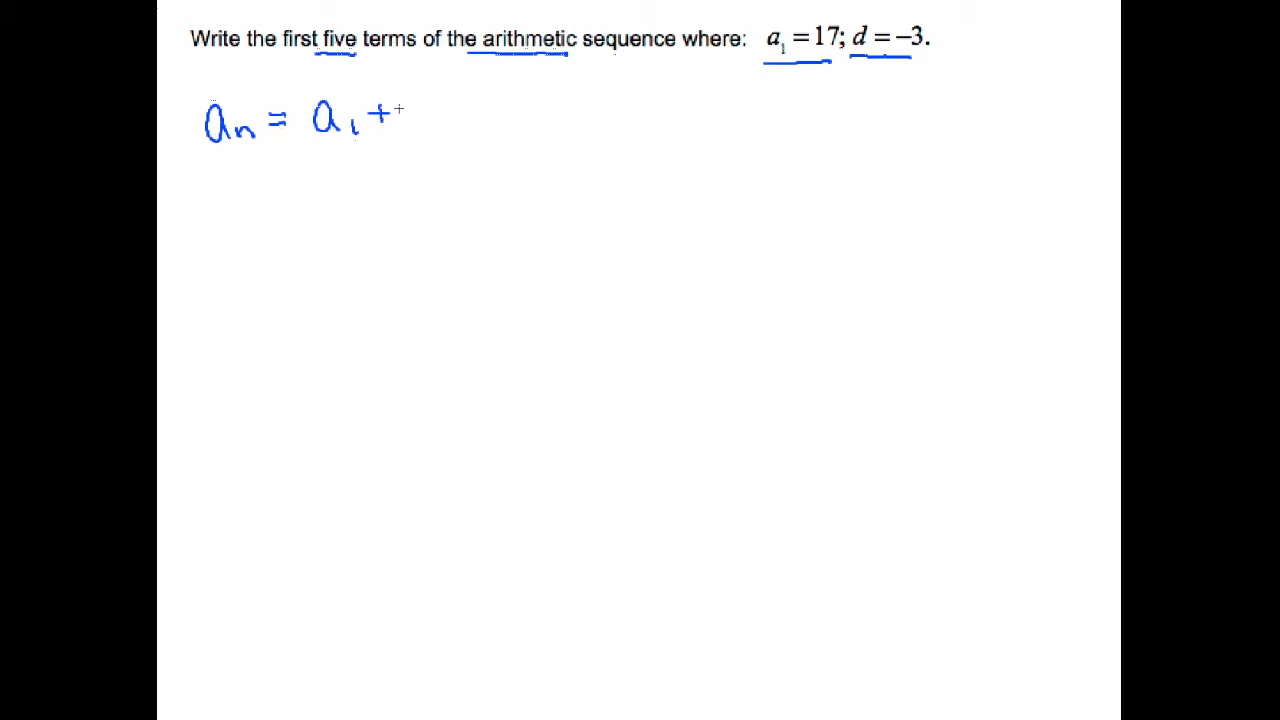 Write the first five terms of the arithmetic sequence where: a₁ = 17; d = –3.
aₙ = a₁ +